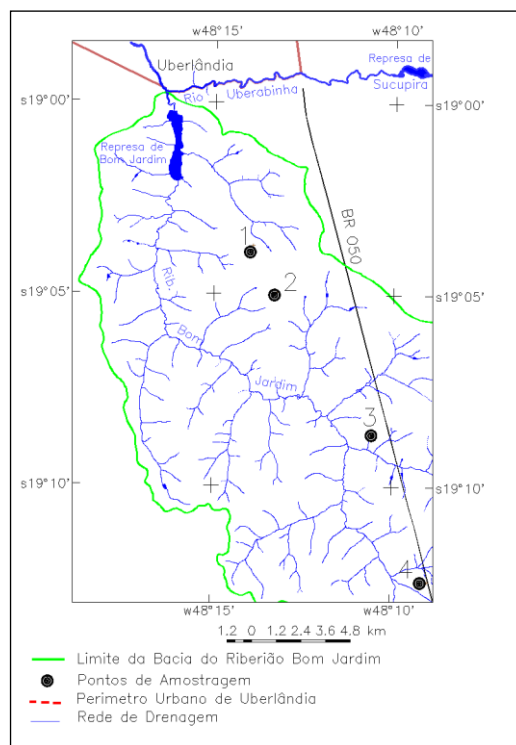 w48°15' w48°10'
Uberlândia
Represa de
Sucupira
Rio Uberabinha
s19°00' s19°00'
Represa de
Bom Jardim
BR 050
1
2
s19°05' s19°05'
Rib.
Bom
Jardim
3
s19°10' s19°10'
4
w48°15' w48°10'
1.2 0 1.2 2.4 3.6 4.8 km
Limite da Bacia do Riberião Bom Jardim
Pontos de Amostragem
Perimetro Urbano de Uberlândia
Rede de Drenagem